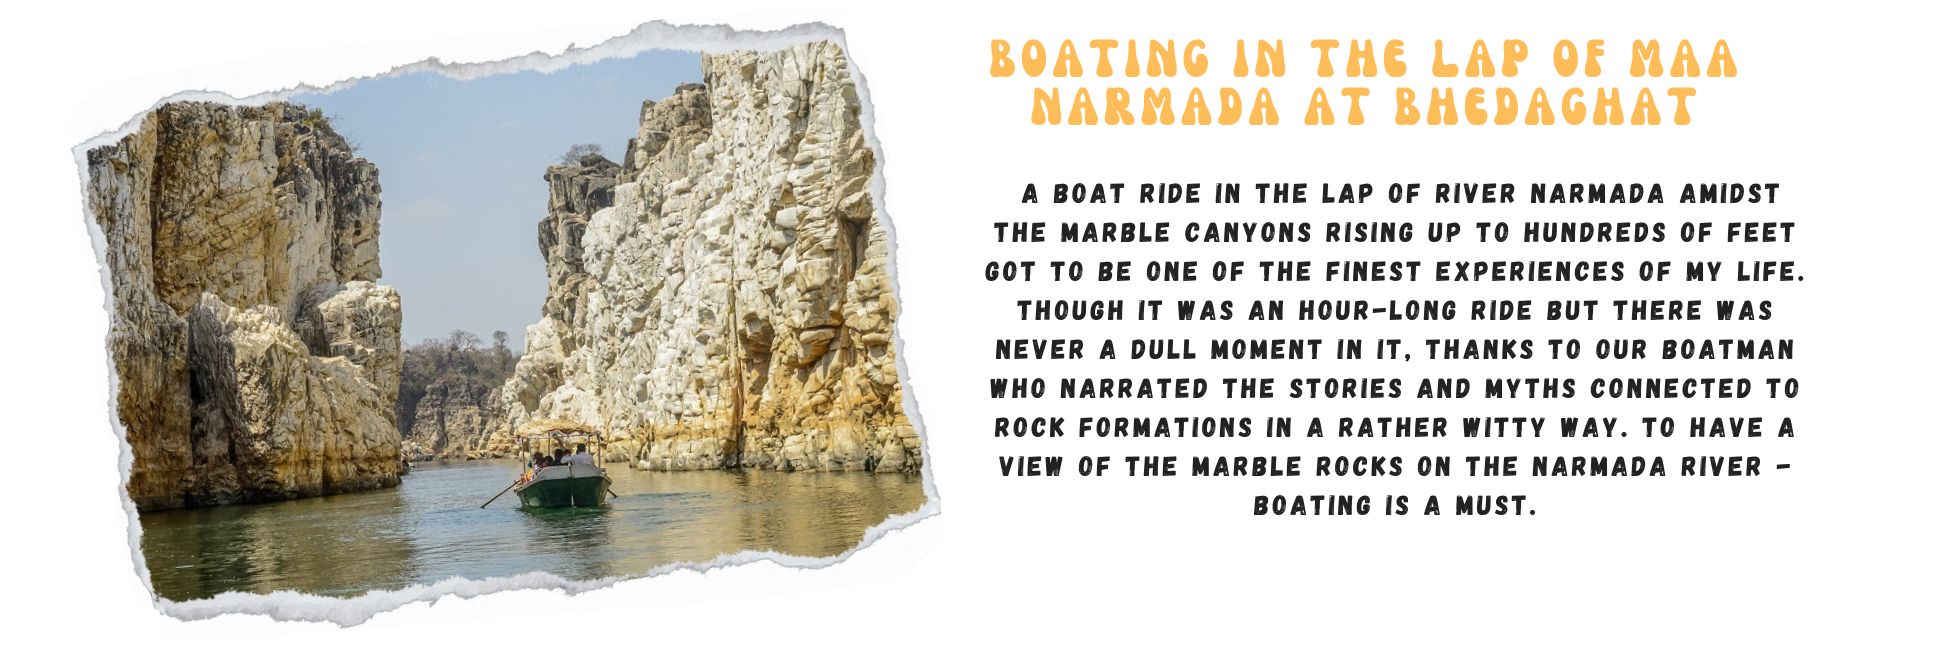 BOATING IN THE LAP OF MAA
NARMADA AT BHEDAGHAT
A BOAT RIDE IN THE LAP OF RIVER NARMADA AMIDST
THE MARBLE CANYONS RISING UP TO HUNDREDS OF FEET
GOT TO BE ONE OF THE FINEST EXPERIENCES OF MY LIFE.
THOUGH IT WAS AN HOUR-LONG RIDE BUT THERE WAS
NEVER A DULL MOMENT IN IT, THANKS TO OUR BOATMAN
WHO NARRATED THE STORIES AND MYTHS CONNECTED TO
ROCK FORMATIONS IN A RATHER WITTY WAY. TO HAVE A
VIEW OF THE MARBLE ROCKS ON THE NARMADA RIVER -
BOATING IS A MUST.